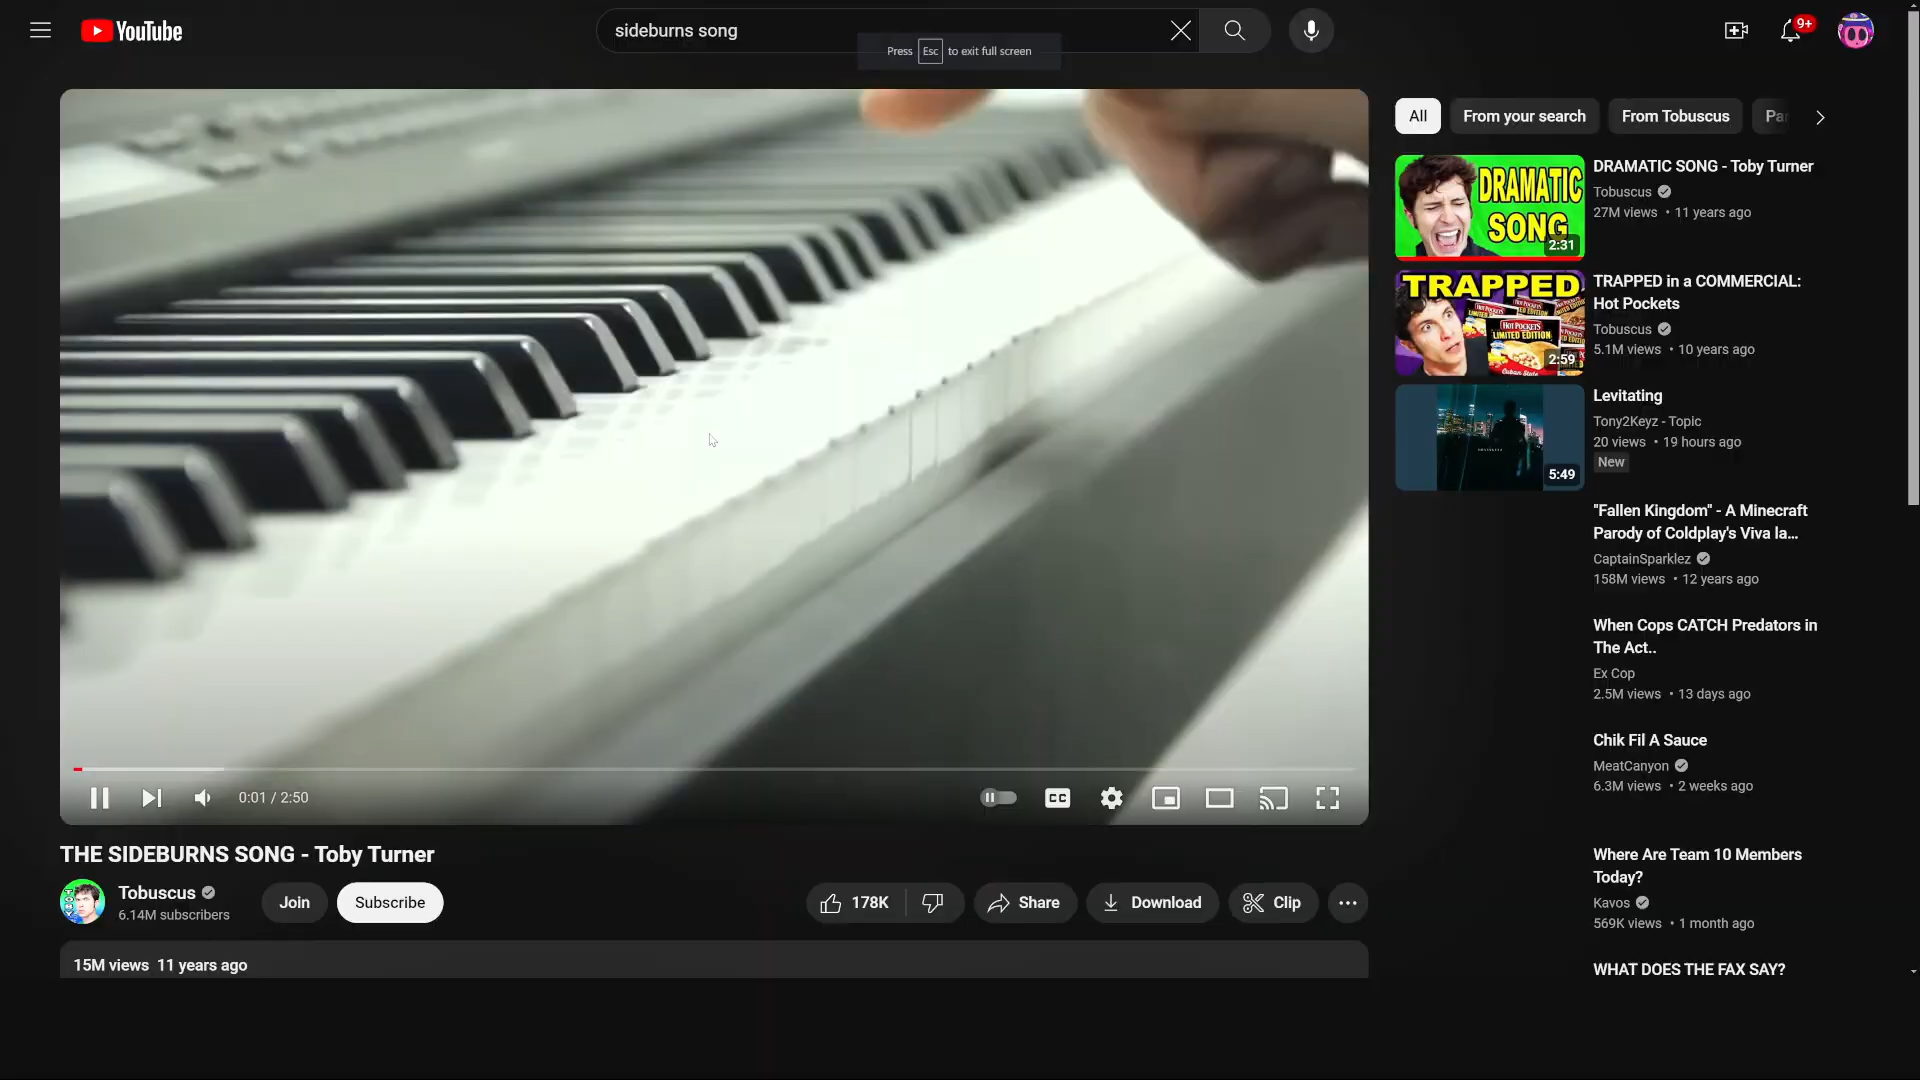 YouTube
sideburns song
Press Esc to exit full screen
9+
All
From your search
From Tobuscus
DRAMATIC SONG
2:31
DRAMATIC SONG - Toby Turner
Tobuscus
27M views • 11 years ago
TRAPPED
HOT POCKETS
LIMITED EDITION
Cuban Style
2:59
TRAPPED in a COMMERCIAL:
Hot Pockets
Tobuscus
5.1M views • 10 years ago
5:49
Levitating
Tony2Keyz - Topic
20 views • 19 hours ago
New
"Fallen Kingdom" - A Minecraft
Parody of Coldplay's Viva la...
CaptainSparklez
158M views • 12 years ago
When Cops CATCH Predators in
The Act..
Ex Cop
2.5M views • 13 days ago
Chik Fil A Sauce
MeatCanyon
6.3M views • 2 weeks ago
Where Are Team 10 Members
Today?
Kavos
569K views • 1 month ago
WHAT DOES THE FAX SAY?
0:01 / 2:50
CC
THE SIDEBURNS SONG - Toby Turner
Tobuscus
6.14M subscribers
Join
Subscribe
178K
Share
Download
Clip
15M views 11 years ago